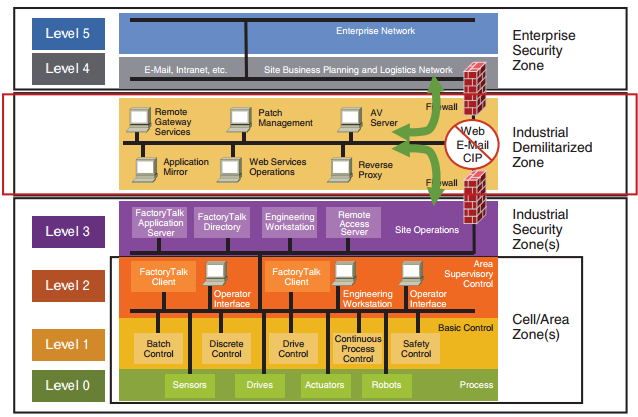 Level 5
Enterprise Network
Enterprise
Security
Zone
Level 4
E-Mail, Intranet, etc.
Site Business Planning and Logistics Network
Firewall
Remote
Gateway
Services
Patch
Management
AV
Server
Web
E-Mail
CIP
Industrial
Demilitarized
Zone
Application
Mirror
Web Services
Operations
Reverse
Proxy
Firewall
Level 3
FactoryTalk
Application
Server
FactoryTalk
Directory
Engineering
Workstation
Remote
Access
Server
Site Operations
Industrial
Security
Zone(s)
Level 2
FactoryTalk
Client
Operator
Interface
FactoryTalk
Client
Engineering
Workstation
Operator
Interface
Area
Supervisory
Control
Cell/Area
Zone(s)
Level 1
Basic Control
Batch
Control
Discrete
Control
Drive
Control
Continuous
Process
Control
Safety
Control
Level 0
Sensors
Drives
Actuators
Robots
Process